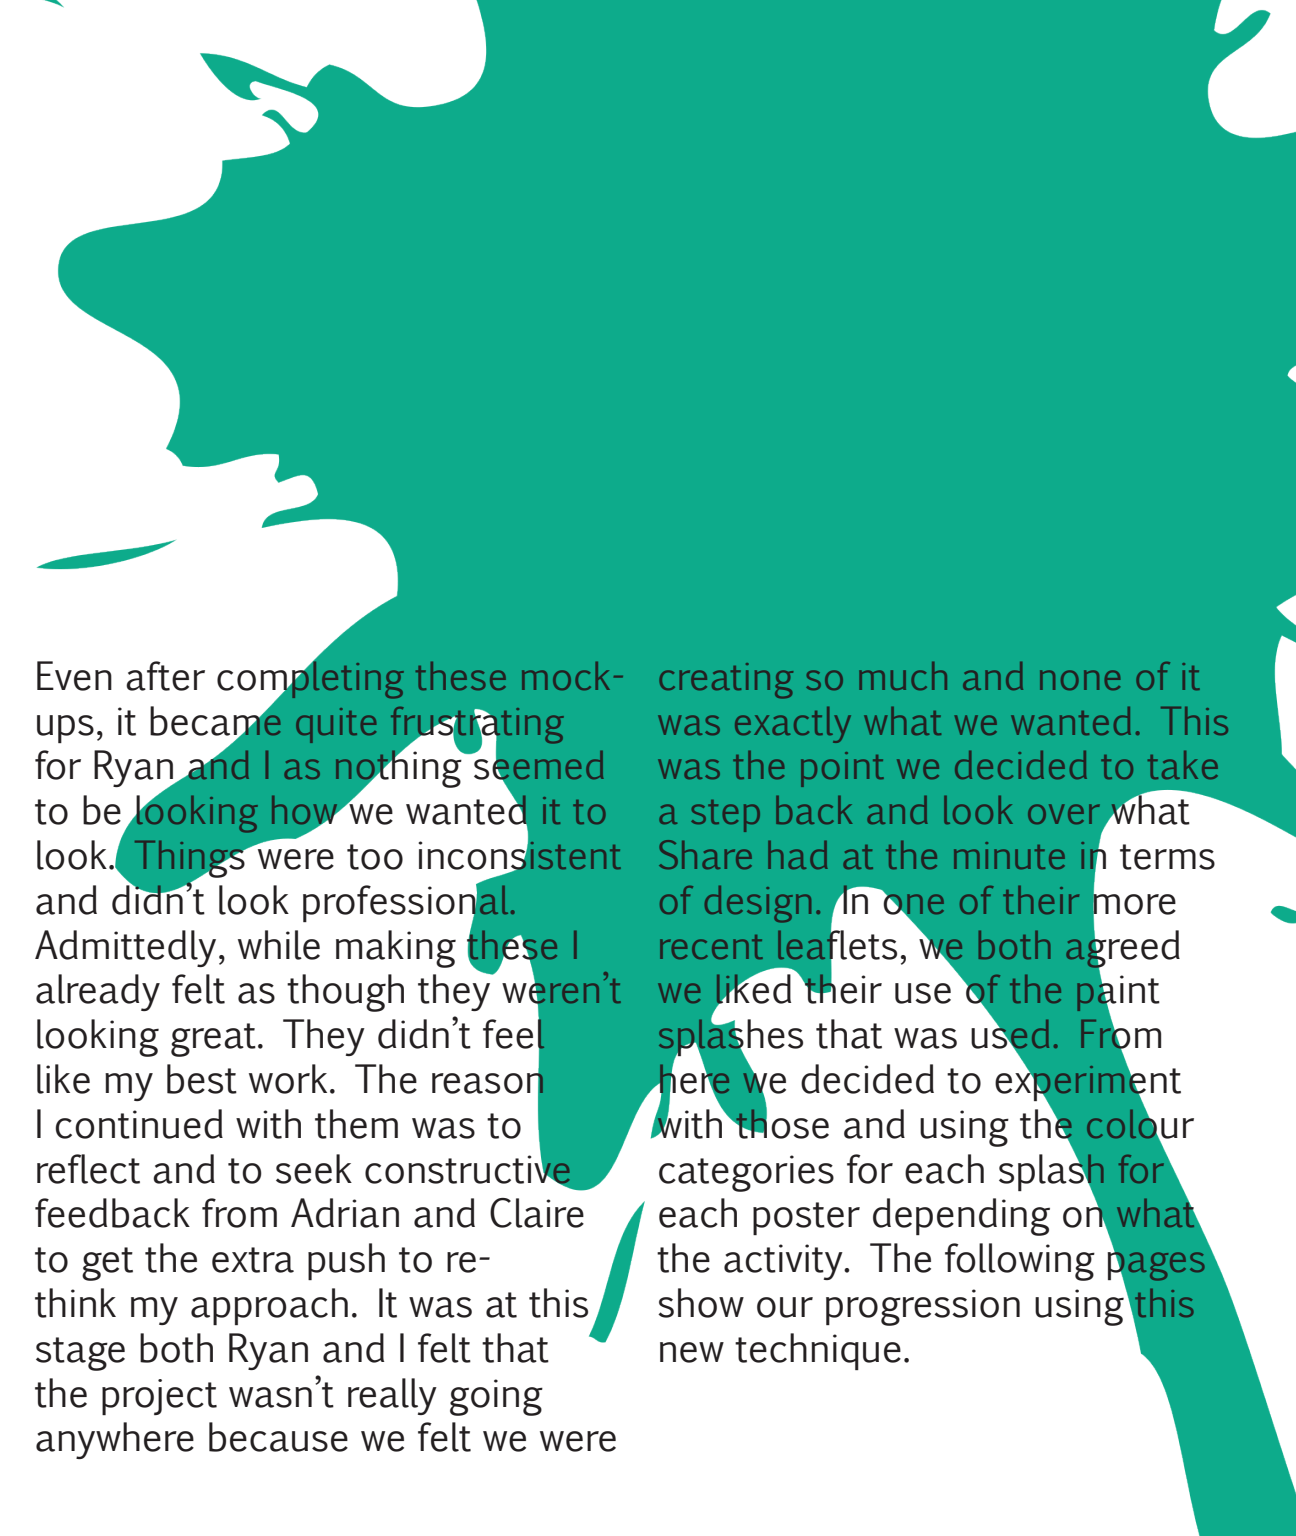 Even after completing these mock-
ups, it became quite frustrating
for Ryan and I as nothing seemed
to be looking how we wanted it to
look.  Things were too inconsistent
and didn’t look professional.
Admittedly, while making these I
already felt as though they weren’t
looking great.  They didn’t feel
like my best work.  The reason
I continued with them was to
reflect and to seek constructive
feedback from Adrian and Claire
to get the extra push to re-
think my approach.  It was at this
stage both Ryan and I felt that
the project wasn’t really going
anywhere because we felt we were
creating so much and none of it
was exactly what we wanted.  This
was the point we decided to take
a step back and look over what
Share had at the minute in terms
of design.  In one of their more
recent leaflets, we both agreed
we liked their use of the paint
splashes that was used.  From
here we decided to experiment
with those and using the colour
categories for each splash for
each poster depending on what
the activity.  The following pages
show our progression using this
new technique.